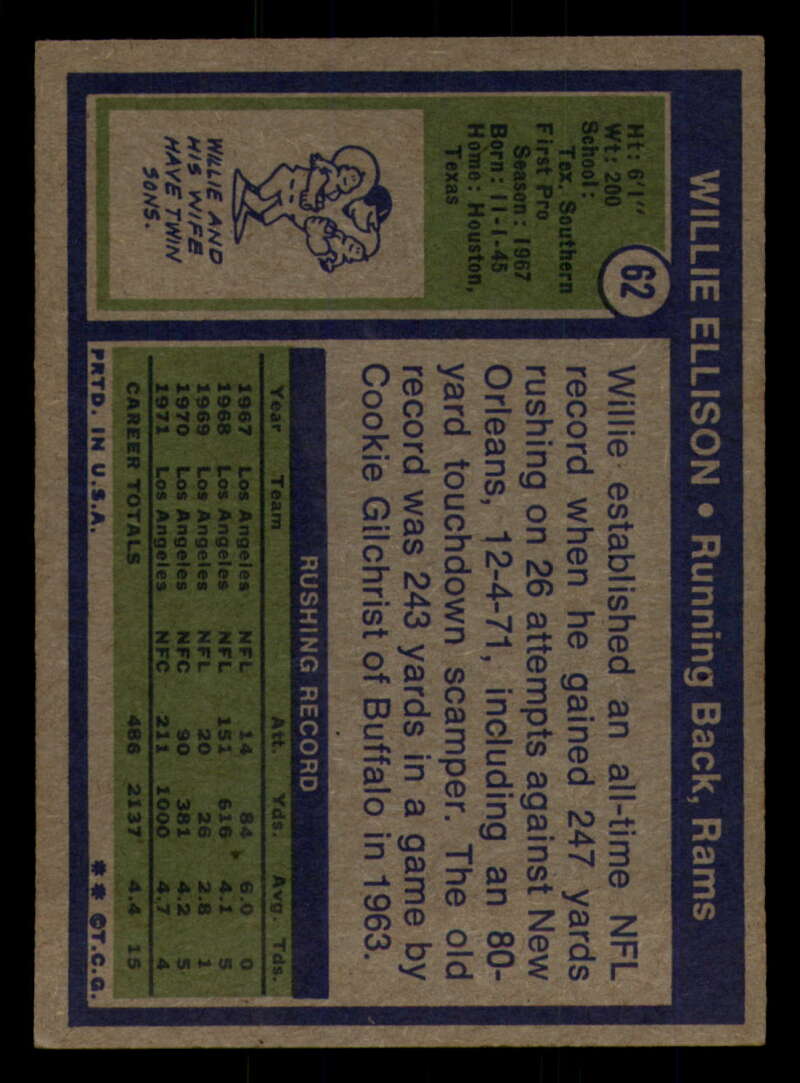 WILLIE ELLISON • Running Back, Rams
62
Ht: 6'1"
Wt: 200
School:
Tex. Southern
First Pro
Season: 1967
Born: 11-1-45
Home: Houston,
Texas
WILLIE AND
HIS WIFE
HAVE TWIN
SONS.
Willie established an all-time NFL
record when he gained 247 yards
rushing on 26 attempts against New
Orleans, 12-4-71, including an 80-
yard touchdown scamper. The old
record was 243 yards in a game by
Cookie Gilchrist of Buffalo in 1963.
RUSHING RECORD
Year Team Att. Yds. Avg. Tds.
1967 Los Angeles NFL 14 84 6.0 0
1968 Los Angeles NFL 151 616 4.1 5
1969 Los Angeles NFL 20 26 2.8 1
1970 Los Angeles NFC 90 381 4.2 5
1971 Los Angeles NFC 211 1000 4.7 4
CAREER TOTALS 486 2137 4.4 15
PRTD. IN U.S.A. ** ©T.C.G.